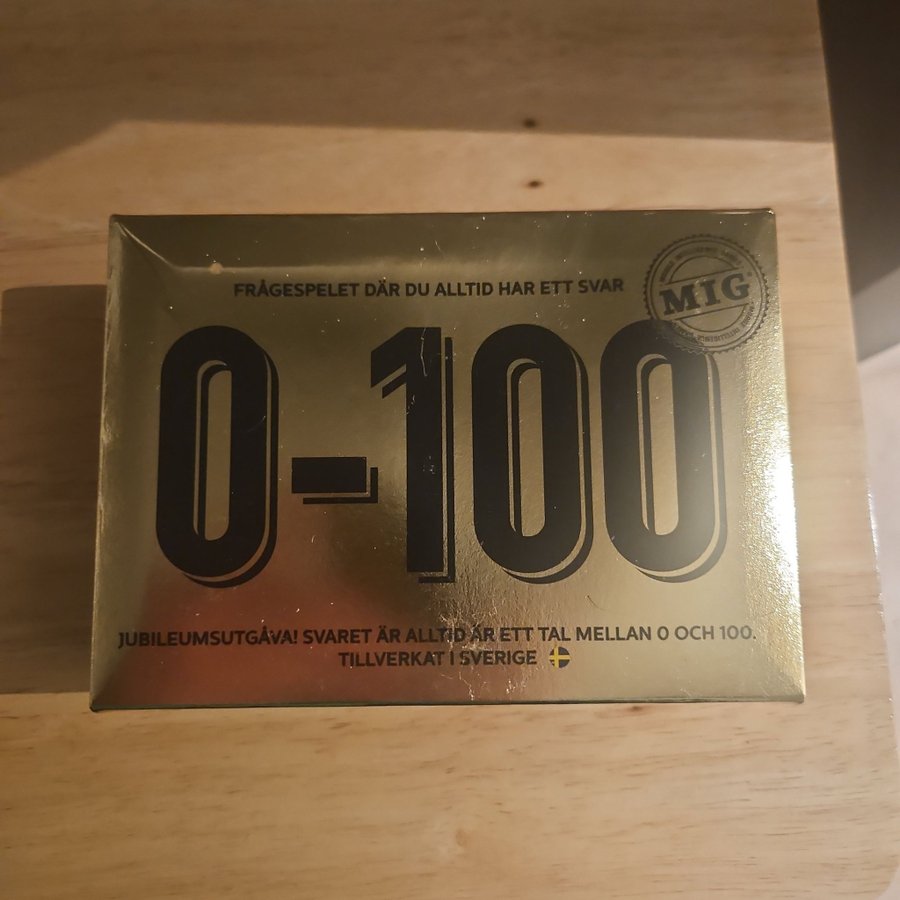 FRÅGESPELET DÄR DU ALLTID HAR ETT SVAR
MIG
0-100
JUBILEUMSUTGÅVA! SVARET ÄR ALLTID ÄR ETT TAL MELLAN 0 OCH 100.
TILLVERKAT I SVERIGE